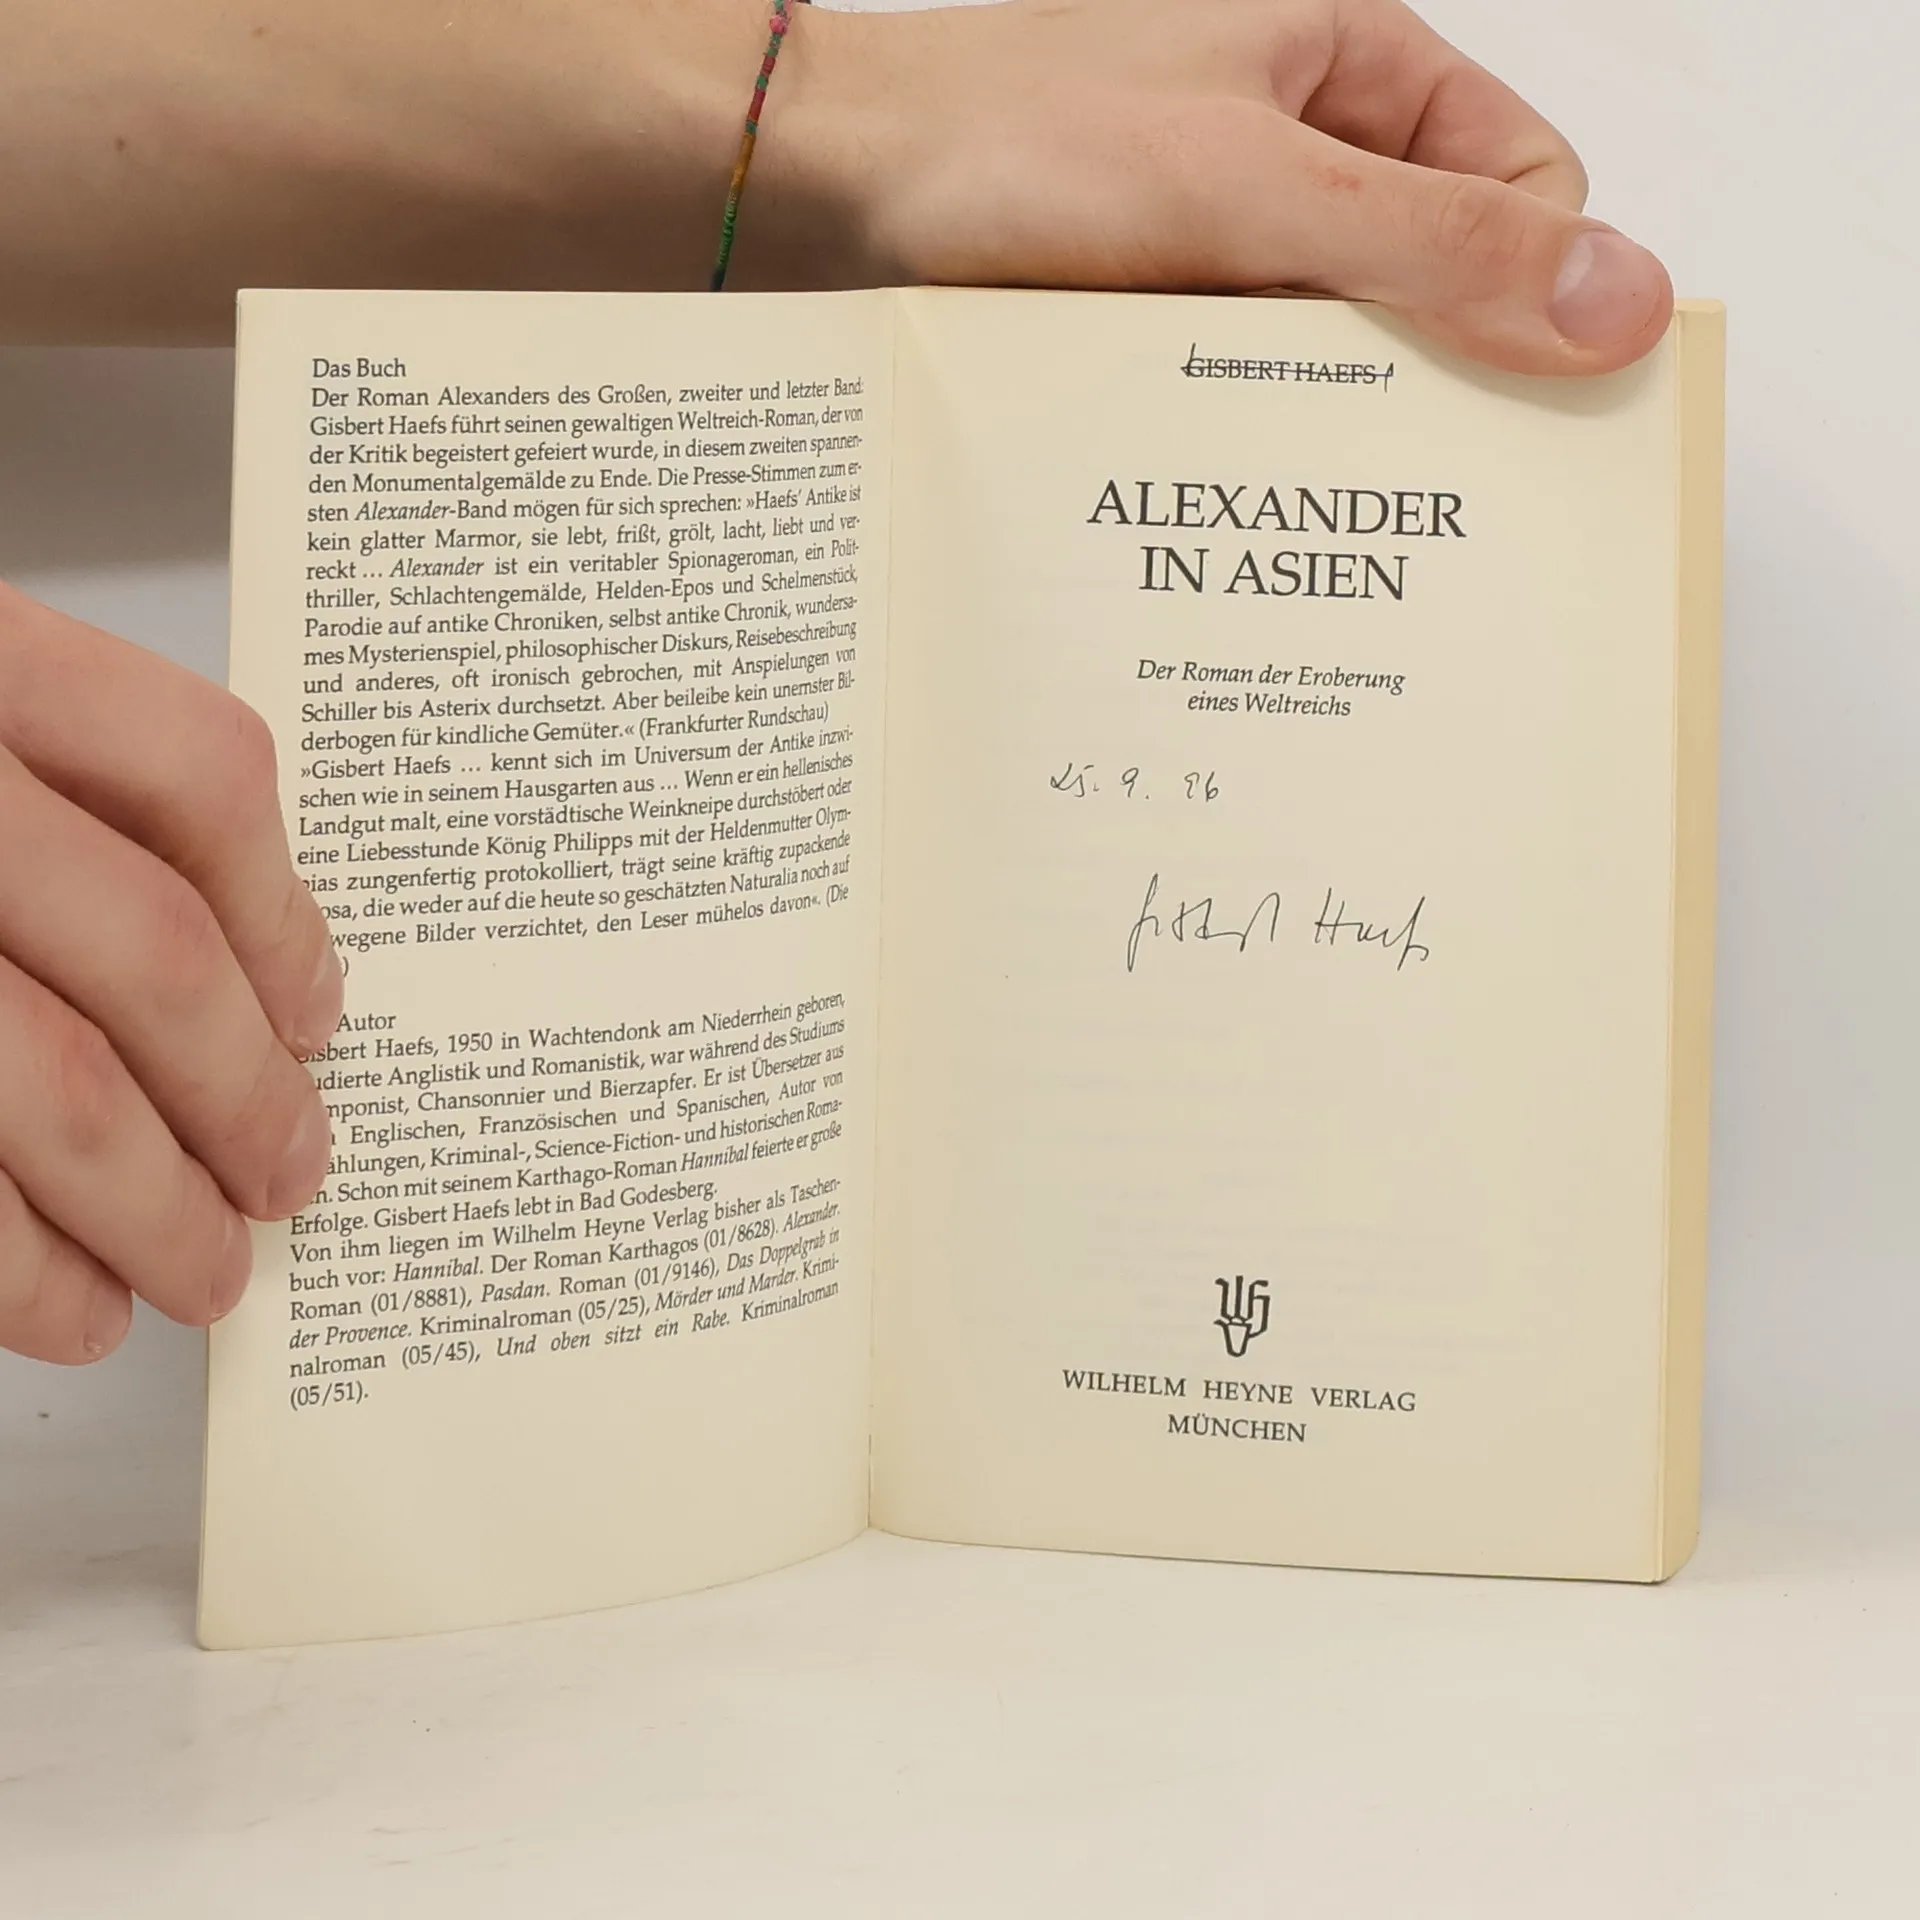 Das Buch
Der Roman Alexanders des Großen, zweiter und letzter Band:
Gisbert Haefs führt seinen gewaltigen Weltreich-Roman, der von
der Kritik begeistert gefeiert wurde, in diesem zweiten spannen-
den Monumentalgemälde zu Ende. Die Presse-Stimmen zum er-
sten Alexander-Band mögen für sich sprechen: »Haefs' Antike ist
kein glatter Marmor, sie lebt, frißt, grölt, lacht, liebt und ver-
reckt ... Alexander ist ein veritabler Spionageroman, ein Polit-
thriller, Schlachtengemälde, Helden-Epos und Schelmenstück,
Parodie auf antike Chroniken, selbst antike Chronik, wundersa-
mes Mysterienspiel, philosophischer Diskurs, Reisebeschreibung
und anderes, oft ironisch gebrochen, mit Anspielungen von
Schiller bis Asterix durchsetzt. Aber beileibe kein unernster Bil-
derbogen für kindliche Gemüter.« (Frankfurter Rundschau)
»Gisbert Haefs ... kennt sich im Universum der Antike inzwi-
schen wie in seinem Hausgarten aus ... Wenn er ein hellenisches
Landgut malt, eine vorstädtische Weinkneipe durchstöbert oder
eine Liebesstunde König Philipps mit der Heldenmutter Olym-
pias zungenfertig protokolliert, trägt seine kräftig zupackende
osa, die weder auf die heute so geschätzten Naturalia noch auf
wegene Bilder verzichtet, den Leser mühelos davon«. (Die
)
Autor
Gisbert Haefs, 1950 in Wachtendonk am Niederrhein geboren,
udierte Anglistik und Romanistik, war während des Studiums
mponist, Chansonnier und Bierzapfer. Er ist Übersetzer aus
Englischen, Französischen und Spanischen, Autor von
ählungen, Kriminal-, Science-Fiction- und historischen Roma-
n. Schon mit seinem Karthago-Roman Hannibal feierte er große
Erfolge. Gisbert Haefs lebt in Bad Godesberg.
Von ihm liegen im Wilhelm Heyne Verlag bisher als Taschen-
buch vor: Hannibal. Der Roman Karthagos (01/8628). Alexander.
Roman (01/8881), Pasdan. Roman (01/9146), Das Doppelgrab in
der Provence. Kriminalroman (05/25), Mörder und Marder. Krimi-
nalroman (05/45), Und oben sitzt ein Rabe. Kriminalroman
(05/51).
GISBERT HAEFS
ALEXANDER
IN ASIEN
Der Roman der Eroberung
eines Weltreichs
25. 9. 96
Gisbert Haefs
WILHELM HEYNE VERLAG
MÜNCHEN